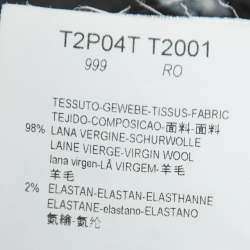 T2P04T T2001
999 RO
TESSUTO-GEWEBE-TISSUS-FABRIC
TEJIDO-COMPOSICAO-面料-面料
98% LANA VERGINE-SCHURWOLLE
LAINE VIERGE-VIRGIN WOOL
lana virgen-LÃ VIRGEM-羊毛
羊毛
2% ELASTAN-ELASTAN-ELASTHANNE
ELASTANE-elastano-ELASTANO
氨綸-氨纶